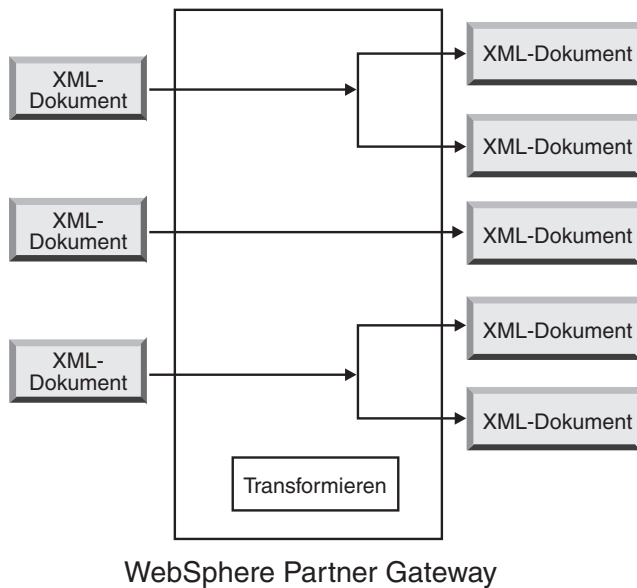 XML-Dokument
XML-
Dokument
XML-Dokument
XML-
Dokument
XML-Dokument
XML-Dokument
XML-
Dokument
XML-Dokument
Transformieren
WebSphere Partner Gateway